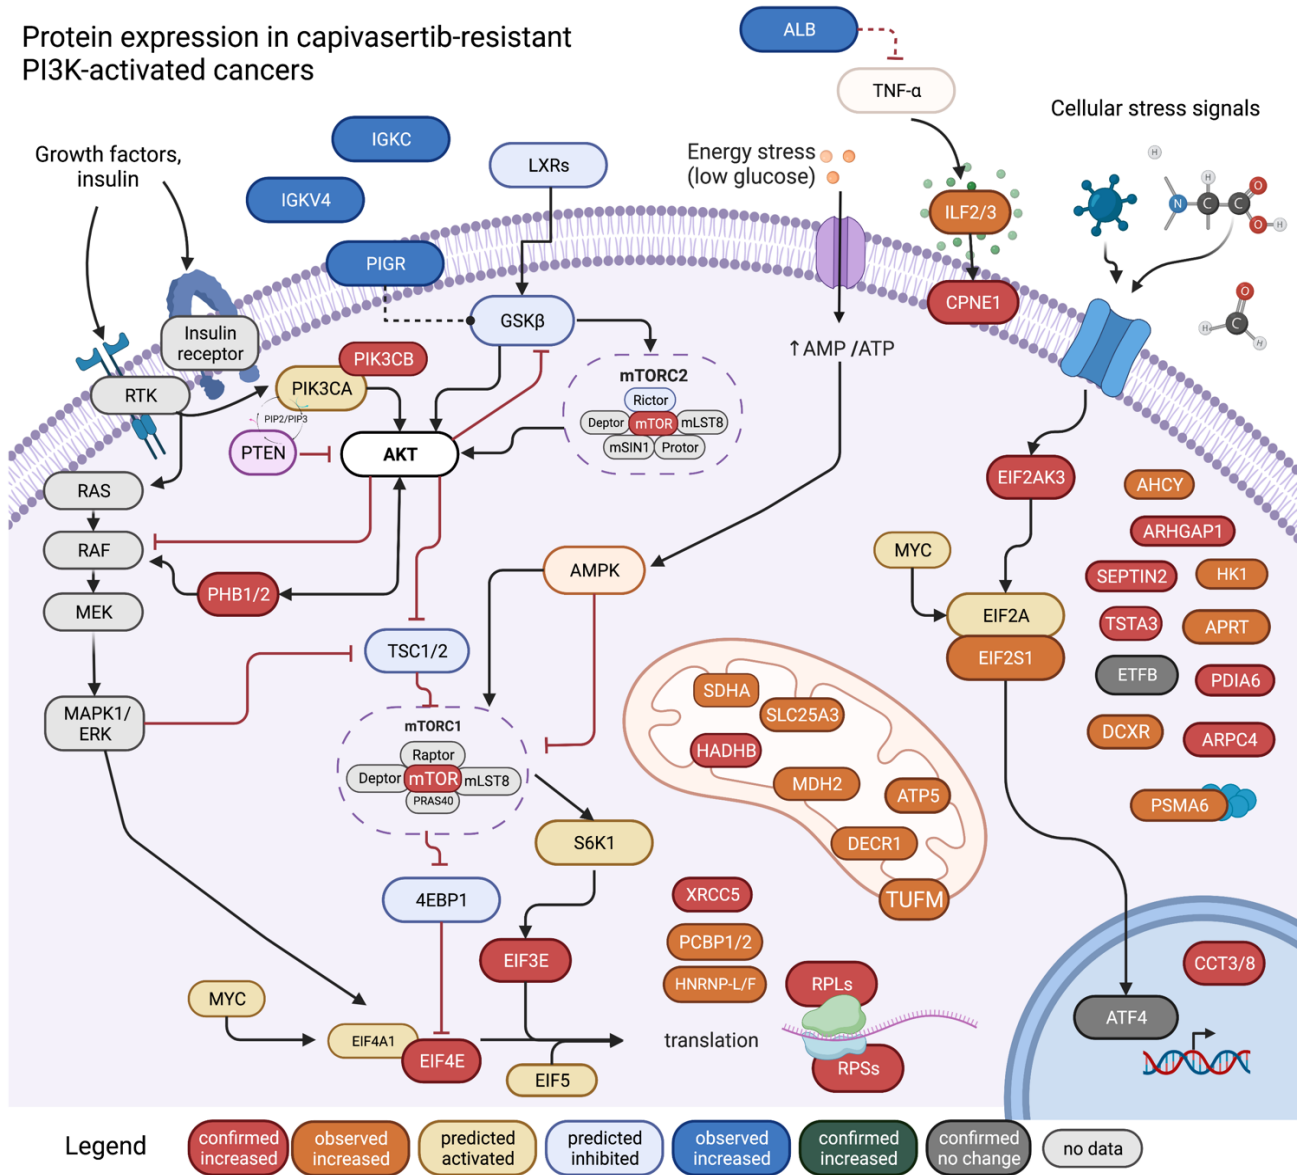 Protein expression in capivasertib-resistant
PI3K-activated cancers
ALB
TNF-α
Cellular stress signals
IGKC
Growth factors,
insulin
LXRs
Energy stress
(low glucose)
IGKV4
ILF2/3
H
H
N
C
C
O
O
H
PIGR
CPNE1
GSKβ
Insulin
receptor
O
C
H
H
↑AMP /ATP
PIK3CB
PIK3CA
RTK
mTORC2
Rictor
Deptor
mTOR
mLST8
mSIN1
Protor
PIP2/PIP3
PTEN
AKT
RAS
EIF2AK3
AHCY
ARHGAP1
RAF
MYC
AMPK
SEPTIN2
HK1
PHB1/2
MEK
EIF2A
TSTA3
APRT
TSC1/2
EIF2S1
ETFB
PDIA6
SDHA
SLC25A3
MAPK1/
ERK
mTORC1
Raptor
Deptor
mTOR
mLST8
PRAS40
HADHB
DCXR
ARPC4
MDH2
ATP5
PSMA6
S6K1
DECR1
4EBP1
XRCC5
TUFM
PCBP1/2
EIF3E
CCT3/8
HNRNP-L/F
RPLs
MYC
ATF4
EIF4A1
EIF4E
translation
RPSs
EIF5
Legend
confirmed
increased
observed
increased
predicted
activated
predicted
inhibited
observed
increased
confirmed
increased
confirmed
no change
no data